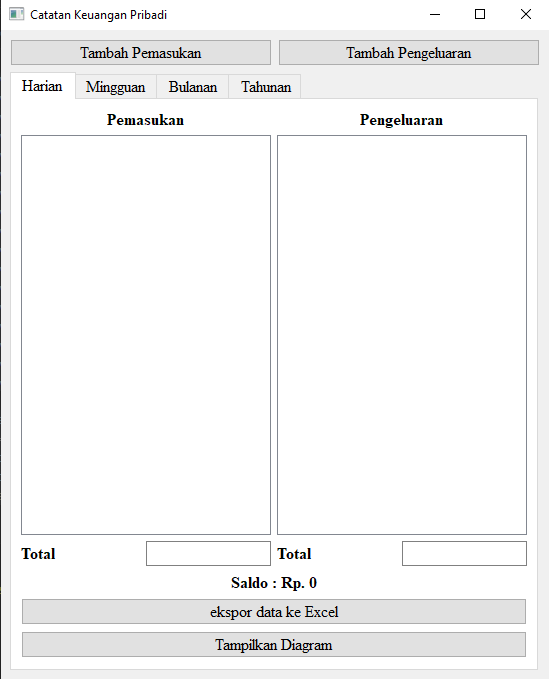 Catatan Keuangan Pribadi
Tambah Pemasukan Tambah Pengeluaran
Harian Mingguan Bulanan Tahunan
Pemasukan Pengeluaran
Total Total
Saldo : Rp. 0
ekspor data ke Excel
Tampilkan Diagram